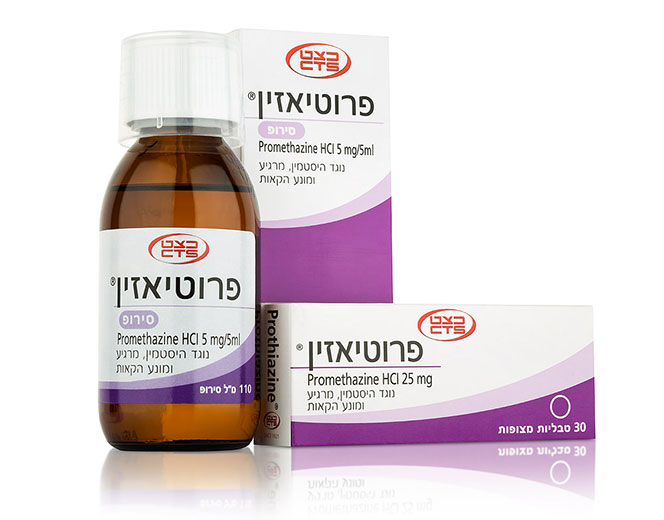 כצט
CTS
פרוטיאזין®
סירופ
Promethazine HCl 5 mg/5ml
נוגד היסטמין, מרגיע
ומונע הקאות
110 מ"ל סירופ
כצט
CTS
פרוטיאזין®
סירופ
Promethazine HCl 5 mg/5ml
נוגד היסטמין, מרגיע
ומונע הקאות
Prothiazine®
כצט
CTS
פרוטיאזין®
Promethazine HCl 25 mg
נוגד היסטמין, מרגיע
ומונע הקאות
30 טבליות מצופות